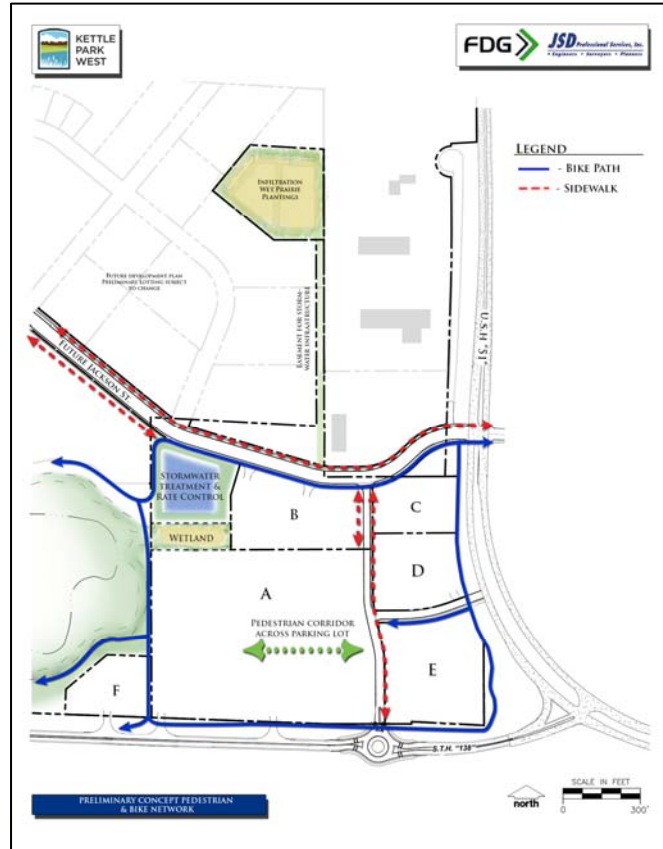 KETTLE
PARK
WEST
FDG
JSD Professional Services, Inc.
• Engineers • Surveyors • Planners
LEGEND
- BIKE PATH
- SIDEWALK
INFILTRATION
WET PRAIRIE
PLANTINGS
FUTURE DEVELOPMENT PLAN
PRELIMINARY LOTTING SUBJECT
TO CHANGE
EASEMENT FOR STORM-
WATER INFRASTRUCTURE
U.S.H "51"
FUTURE JACKSON ST.
STORMWATER
TREATMENT &
RATE CONTROL
WETLAND
B
C
D
A
PEDESTRIAN CORRIDOR
ACROSS PARKING LOT
E
F
S.T.H. "138"
PRELIMINARY CONCEPT PEDESTRIAN
& BIKE NETWORK
north
SCALE IN FEET
0 300'